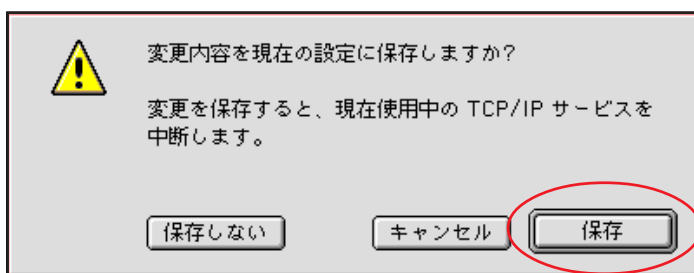 変更内容を現在の設定に保存しますか?
変更を保存すると、現在使用中の TCP/IP サービスを
中断します。
保存しない
キャンセル
保存